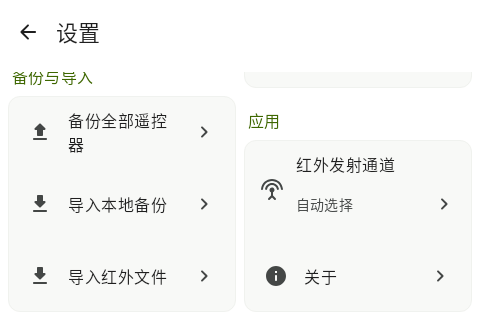 设置
备份与导入
备份全部遥控
器
导入本地备份
导入红外文件
应用
红外发射通道
自动选择
关于